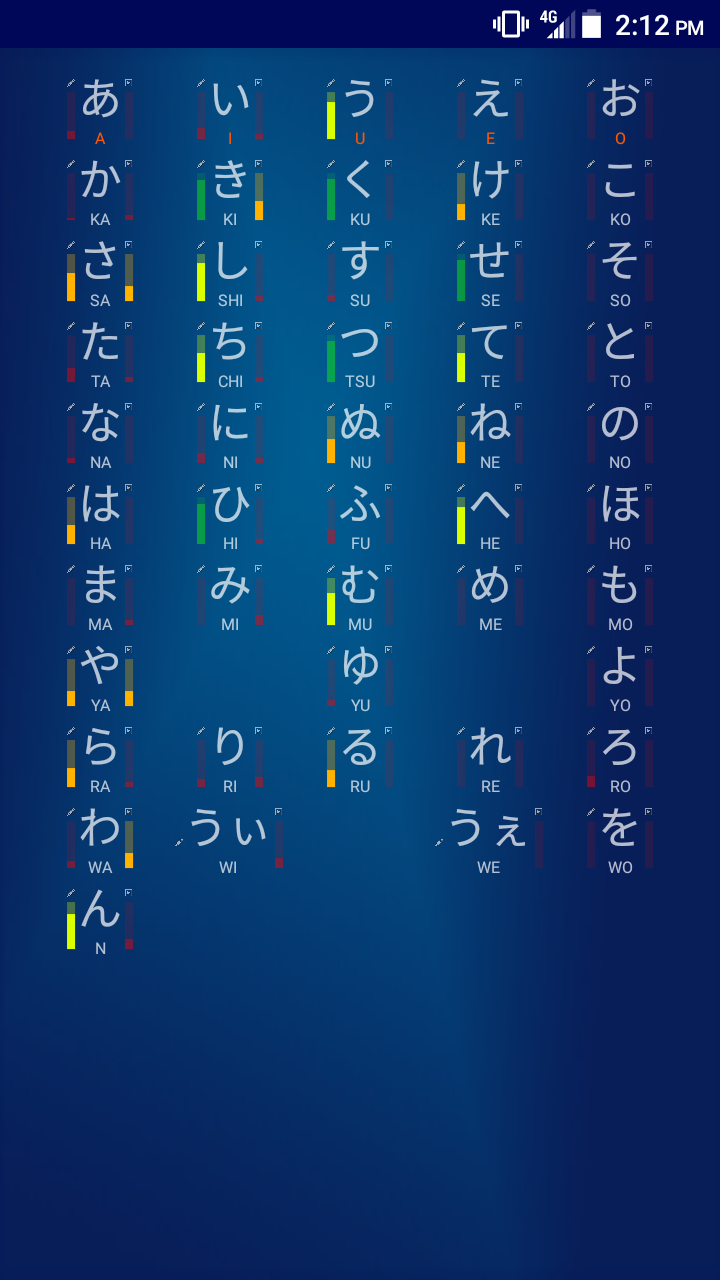 4G 2:12 PM
あ い う え お
A I U E O
か き く け こ
KA KI KU KE KO
さ し す せ そ
SA SHI SU SE SO
た ち つ て と
TA CHI TSU TE TO
な に ぬ ね の
NA NI NU NE NO
は ひ ふ へ ほ
HA HI FU HE HO
ま み む め も
MA MI MU ME MO
や ゆ よ
YA YU YO
ら り る れ ろ
RA RI RU RE RO
わ うぃ うぇ を
WA WI WE WO
ん
N